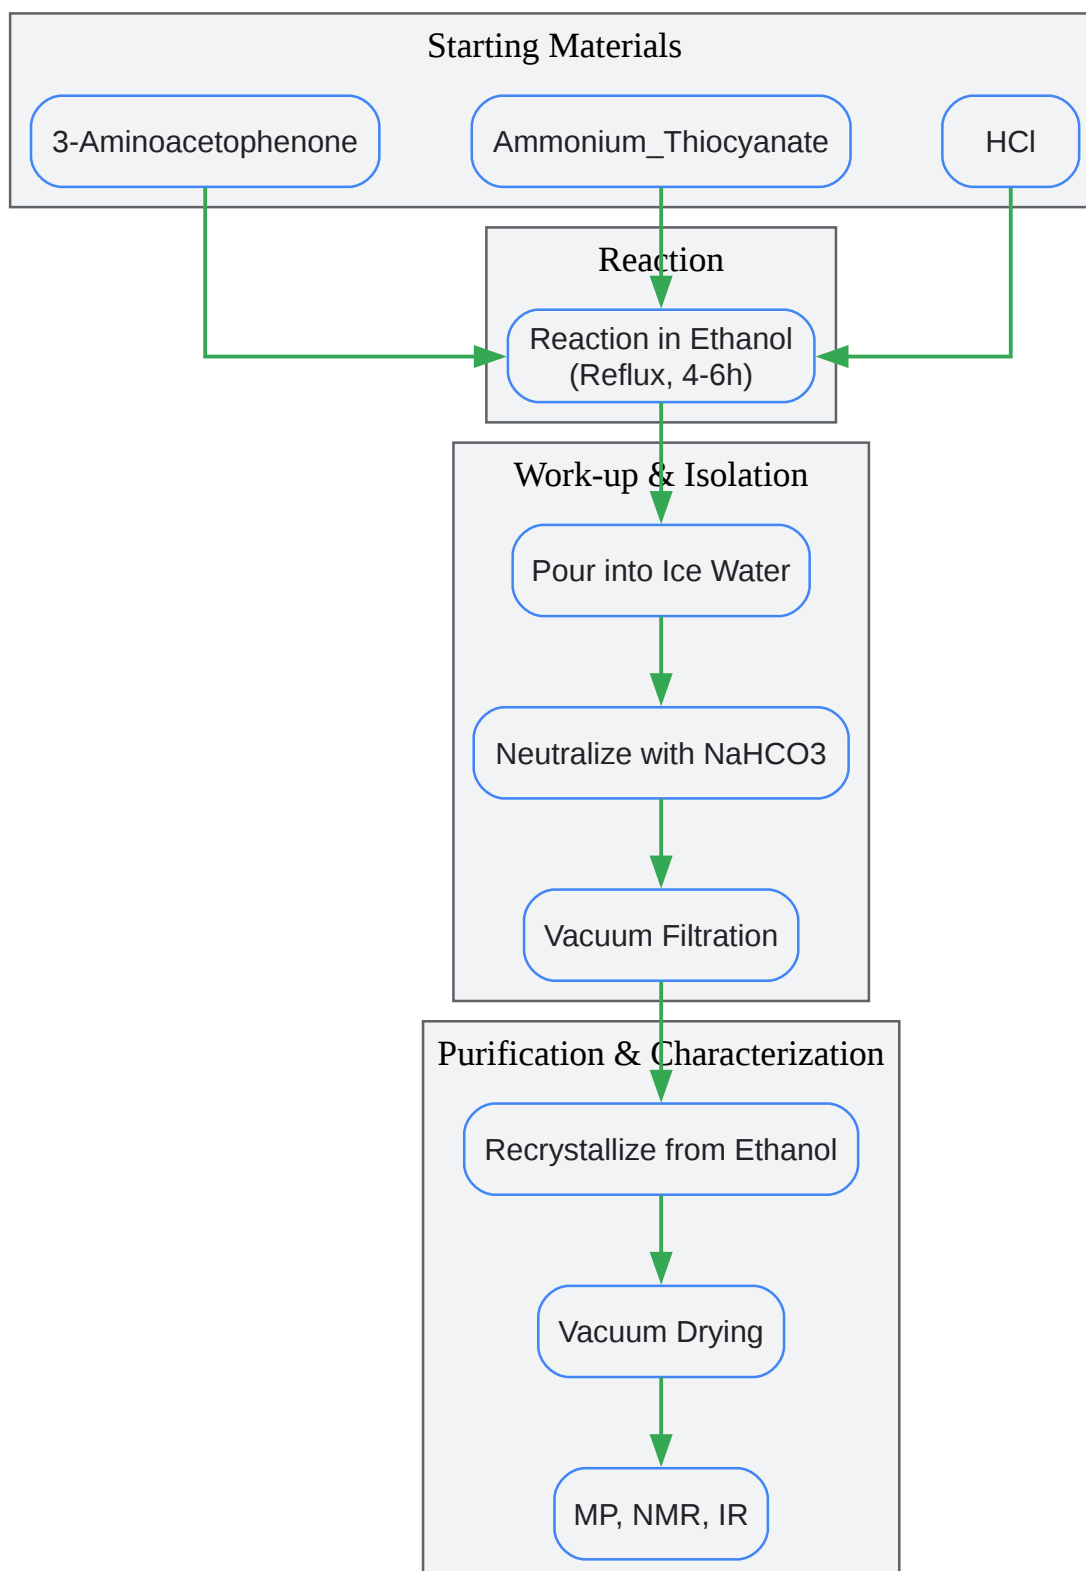 Starting Materials
3-Aminoacetophenone
Ammonium_Thiocyanate
HCl
Reaction
Reaction in Ethanol
(Reflux, 4-6h)
Work-up & Isolation
Pour into Ice Water
Neutralize with NaHCO3
Vacuum Filtration
Purification & Characterization
Recrystallize from Ethanol
Vacuum Drying
MP, NMR, IR